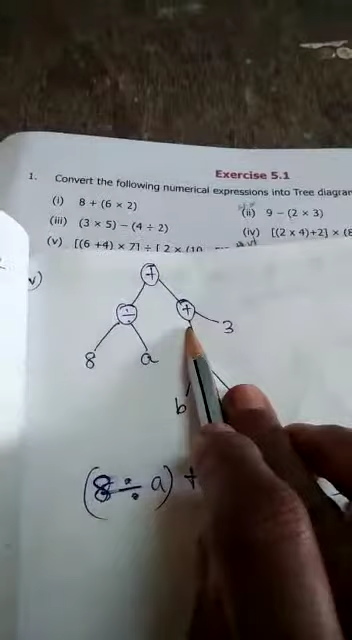 Exercise 5.1
1. Convert the following numerical expressions into Tree diagra
(i) 8 + (6 × 2)
(ii) 9 − (2 × 3)
(iii) (3 × 5) − (4 ÷ 2)
(iv) [(2 × 4)+2] × (8
(v) [(6 +4) × 7] ÷ [ 2 × (10
v)
+
÷ +
8 a 3
b
(8 ÷ a) +